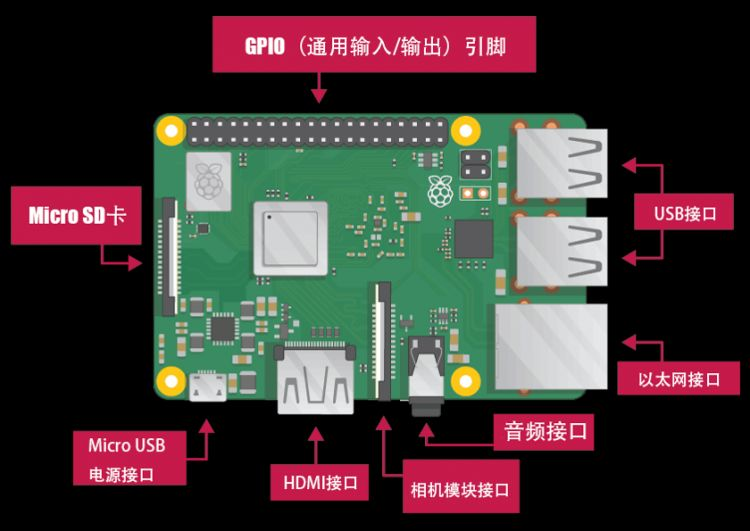 GPIO（通用输入/输出）引脚
Micro SD卡
USB接口
以太网接口
音频接口
Micro USB
电源接口
HDMI接口
相机模块接口